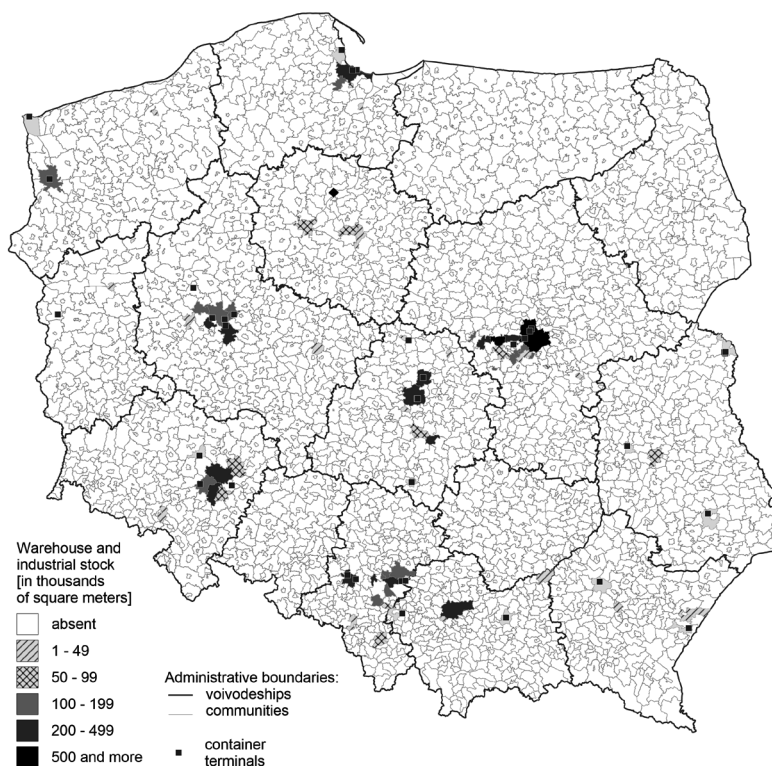 Warehouse and
industrial stock
[in thousands
of square meters]
absent
1 - 49
50 - 99
100 - 199
200 - 499
500 and more
Administrative boundaries:
voivodeships
communities
container
terminals